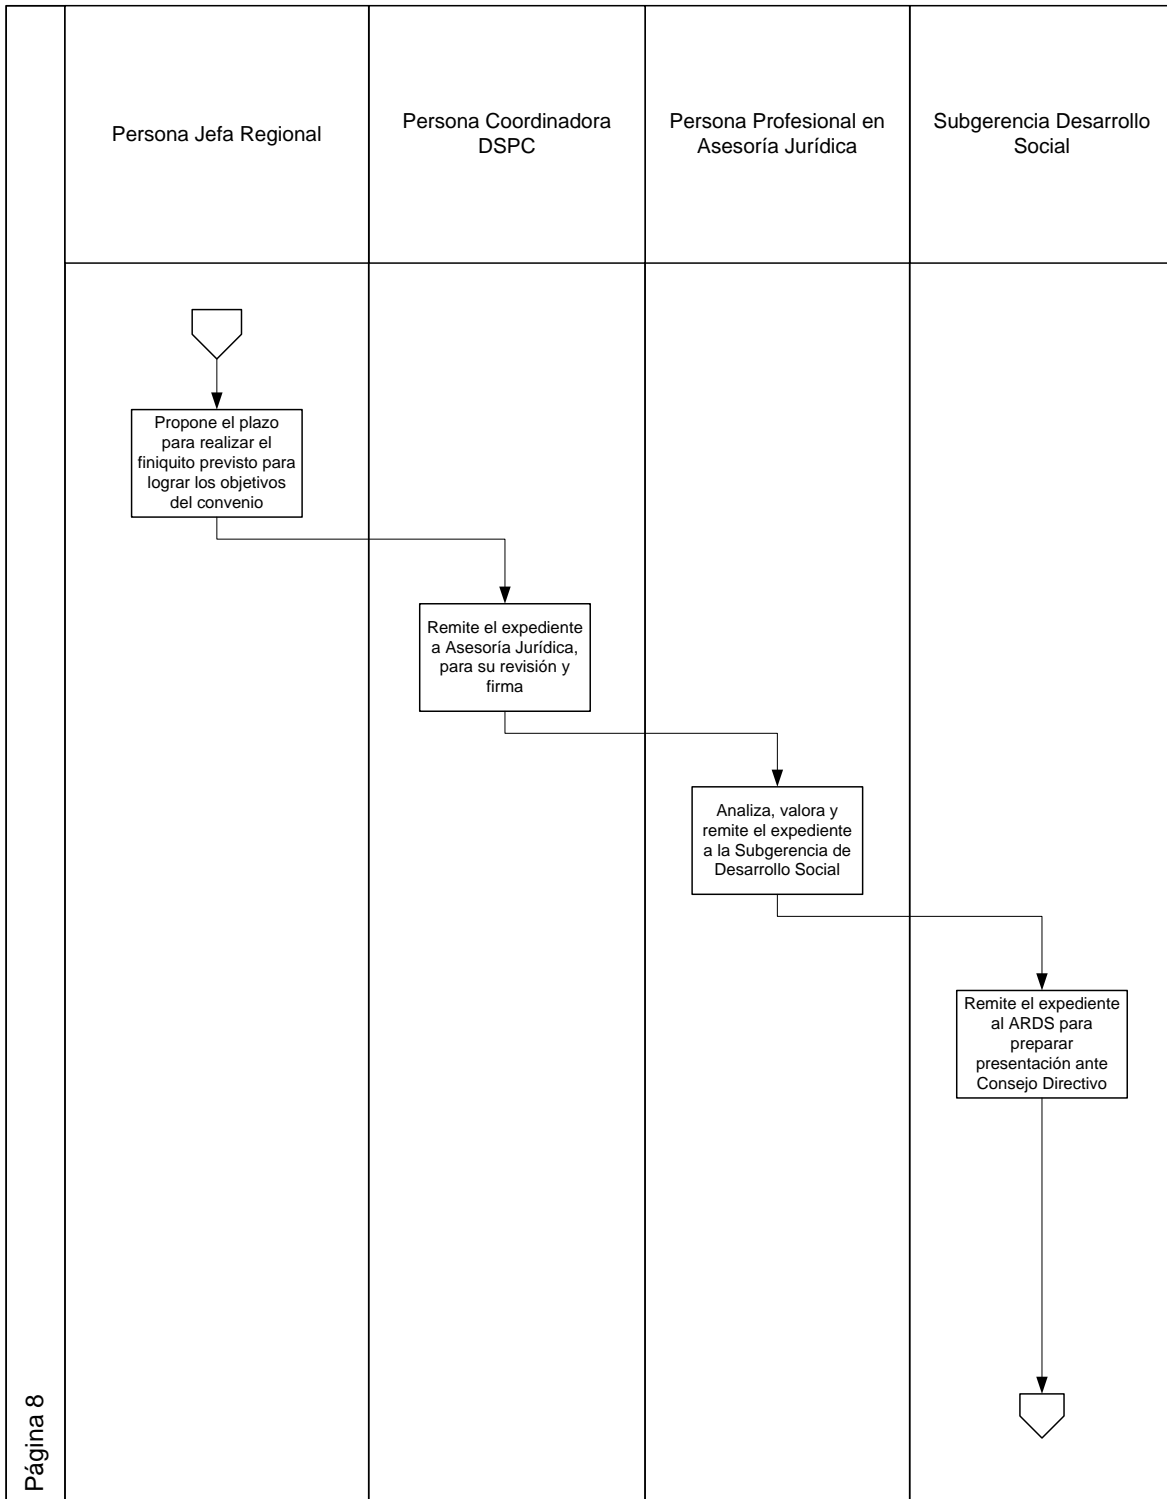 Persona Jefa Regional
Persona Coordinadora
DSPC
Persona Profesional en
Asesoría Jurídica
Subgerencia Desarrollo
Social
Propone el plazo
para realizar el
finiquito previsto para
lograr los objetivos
del convenio
Remite el expediente
a Asesoría Jurídica,
para su revisión y
firma
Analiza, valora y
remite el expediente
a la Subgerencia de
Desarrollo Social
Remite el expediente
al ARDS para
preparar
presentación ante
Consejo Directivo
Página 8